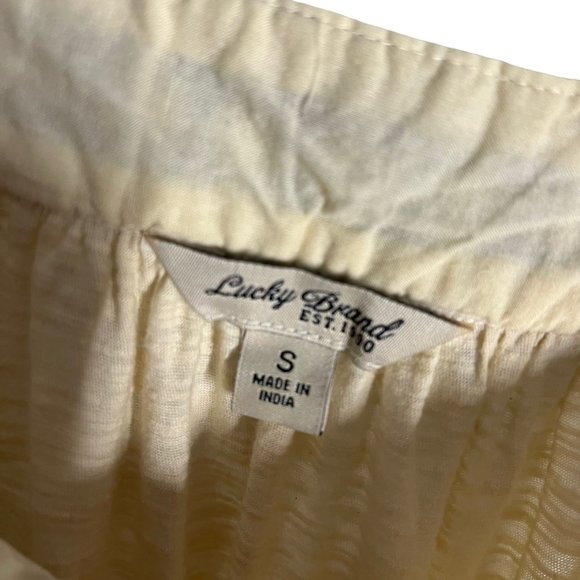 Lucky Brand
EST. 1990
S
MADE IN
INDIA